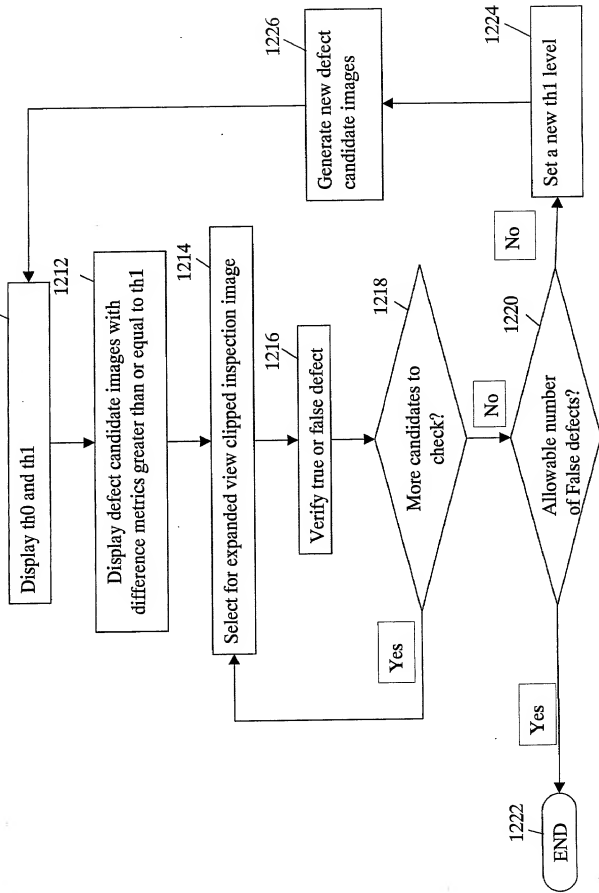 Display th0 and th1
1212
Display defect candidate images with
difference metrics greater than or equal to th1
1214
Select for expanded view clipped inspection image
1216
Verify true or false defect
1218
More candidates to
check?
Yes
No
1220
Allowable number
of False defects?
Yes
No
1222
END
1224
Set a new th1 level
1226
Generate new defect
candidate images